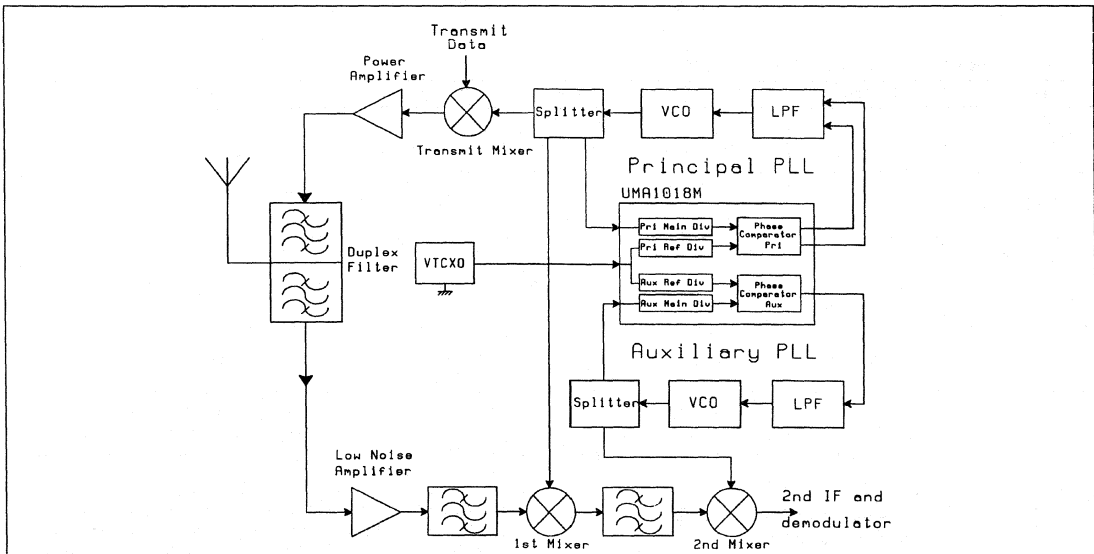 Transmit
Data
Power
Amplifier
Splitter
VCO
LPF
Transmit Mixer
Principal PLL
UMA1018M
Pri Main Div
Phase
Comparator
Pri
Pri Ref Div
Duplex
Filter
VTCXO
Aux Ref Div
Phase
Comparator
Aux
Aux Main Div
Auxiliary PLL
Splitter
VCO
LPF
Low Noise
Amplifier
2nd IF and
demodulator
1st Mixer
2nd Mixer